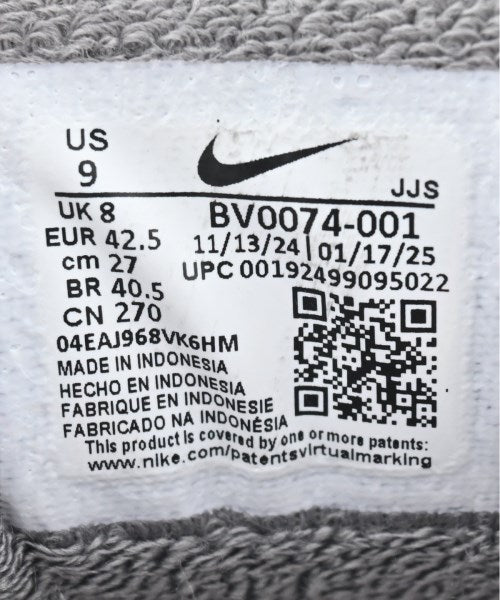 US
9
JJS
UK 8
BV0074-001
EUR 42.5
11/13/24 | 01/17/25
cm 27
UPC 00192499095022
BR 40.5
CN 270
04EAJ968VK6HM
MADE IN INDONESIA
HECHO EN INDONESIA
FABRIQUE EN INDONESIE
FABRICADO NA INDONÉSIA
This product is covered by one or more patents:
www.nike.com/patentsvirtualmarking